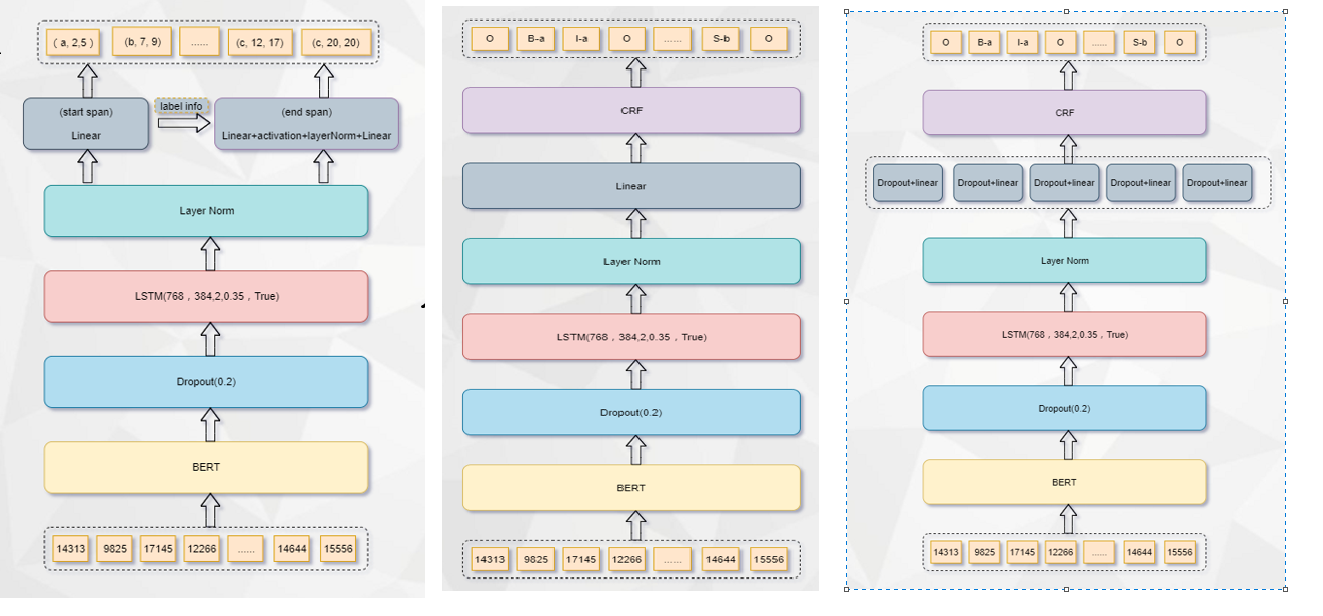 ( a, 2,5 ) (b, 7, 9) ...... (c, 12, 17) (c, 20, 20)
(start span)
Linear
label info
(end span)
Linear+activation+layerNorm+Linear
Layer Norm
LSTM(768，384,2,0.35，True)
Dropout(0.2)
BERT
14313 9825 17145 12266 ...... 14644 15556
O B-a I-a O ...... S-b O
CRF
Linear
Layer Norm
LSTM(768，384,2,0.35，True)
Dropout(0.2)
BERT
14313 9825 17145 12266 ...... 14644 15556
O B-a I-a O ...... S-b O
CRF
Dropout+linear Dropout+linear Dropout+linear Dropout+linear Dropout+linear
Layer Norm
LSTM(768，384,2,0.35，True)
Dropout(0.2)
BERT
14313 9825 17145 12266 ...... 14644 15556